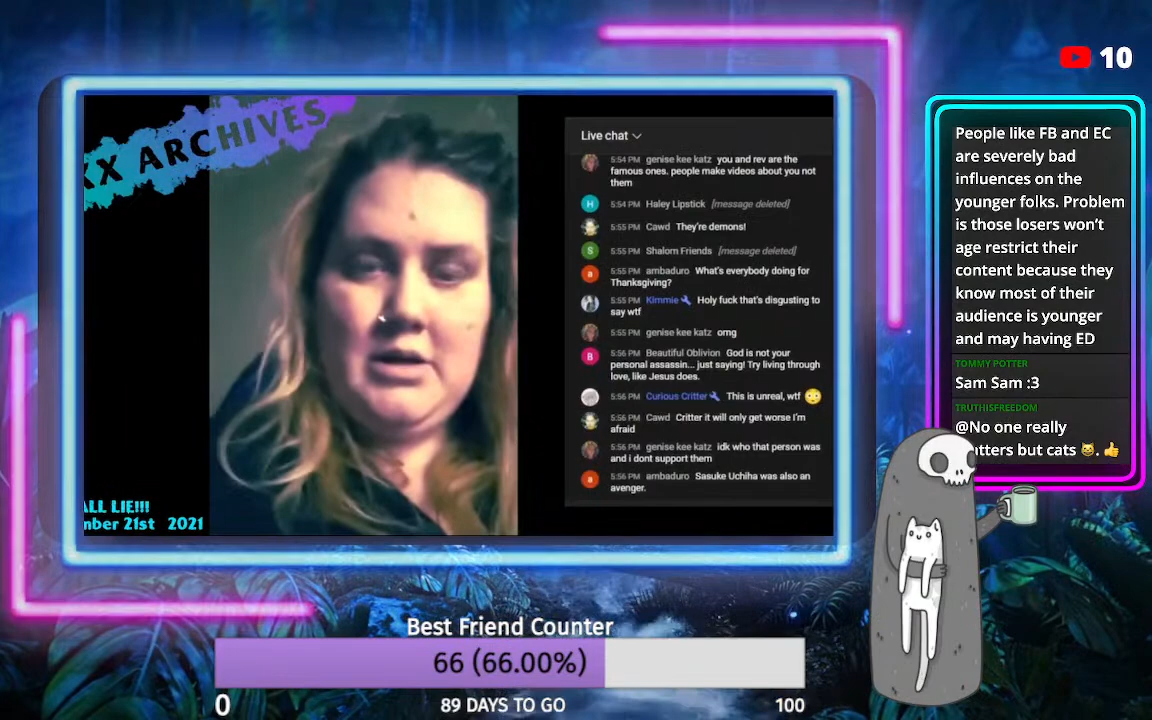 XX ARCHIVES
Live chat
5:54 PM genise kee katz you and rev are the
famous ones. people make videos about you not
them
H 5:54 PM Haley Lipstick [message deleted]
5:55 PM Cawd They're demons!
S 5:55 PM Shalom Friends [message deleted]
a 5:55 PM ambaduro What's everybody doing for
Thanksgiving?
5:55 PM Kimmie Holy fuck that's disgusting to
say wtf
5:55 PM genise kee katz omg
B 5:56 PM Beautiful Oblivion God is not your
personal assassin... just saying! Try living through
love, like Jesus does.
5:56 PM Curious Critter This is unreal, wtf 😳
5:56 PM Cawd Critter it will only get worse I'm
afraid
5:56 PM genise kee katz idk who that person was
and i dont support them
a 5:56 PM ambaduro Sasuke Uchiha was also an
avenger.
ALL LIE!!!
mber 21st 2021
10
People like FB and EC
are severely bad
influences on the
younger folks. Problem
is those losers won't
age restrict their
content because they
know most of their
audience is younger
and may having ED
TOMMY POTTER
Sam Sam :3
TRUTHISFREEDOM
@No one really
tters but cats 😺. 👍
Best Friend Counter
66 (66.00%)
0
89 DAYS TO GO
100